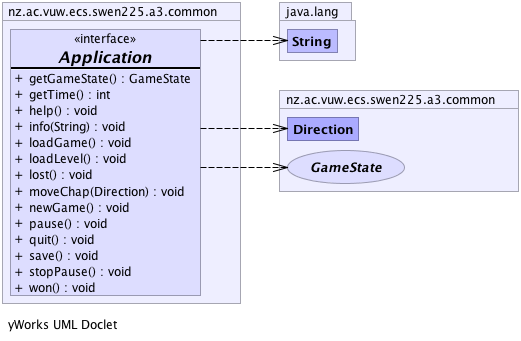 nz.ac.vuw.ecs.swen225.a3.common
«interface»
Application
+ getGameState() : GameState
+ getTime() : int
+ help() : void
+ info(String) : void
+ loadGame() : void
+ loadLevel() : void
+ lost() : void
+ moveChap(Direction) : void
+ newGame() : void
+ pause() : void
+ quit() : void
+ save() : void
+ stopPause() : void
+ won() : void
java.lang
String
nz.ac.vuw.ecs.swen225.a3.common
Direction
GameState
yWorks UML Doclet